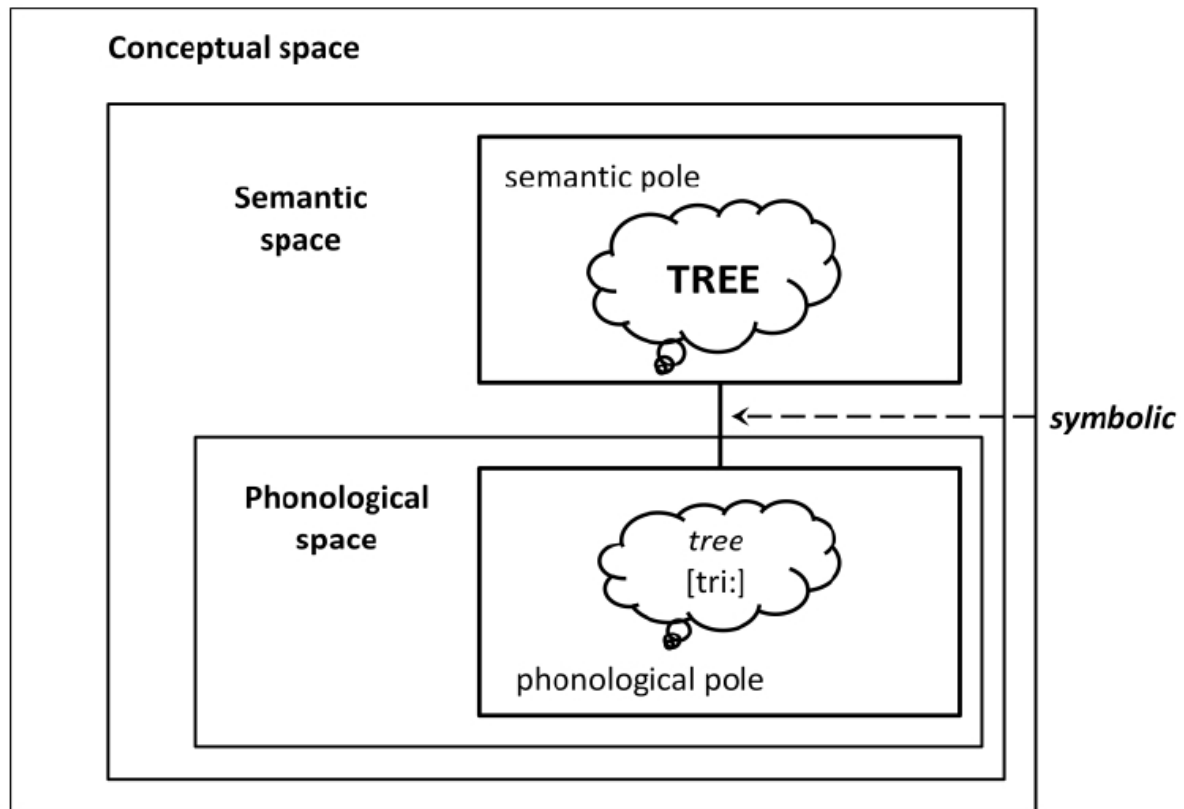 Conceptual space
semantic pole
Semantic
space
TREE
symbolic
Phonological
space
tree
[tri:]
phonological pole